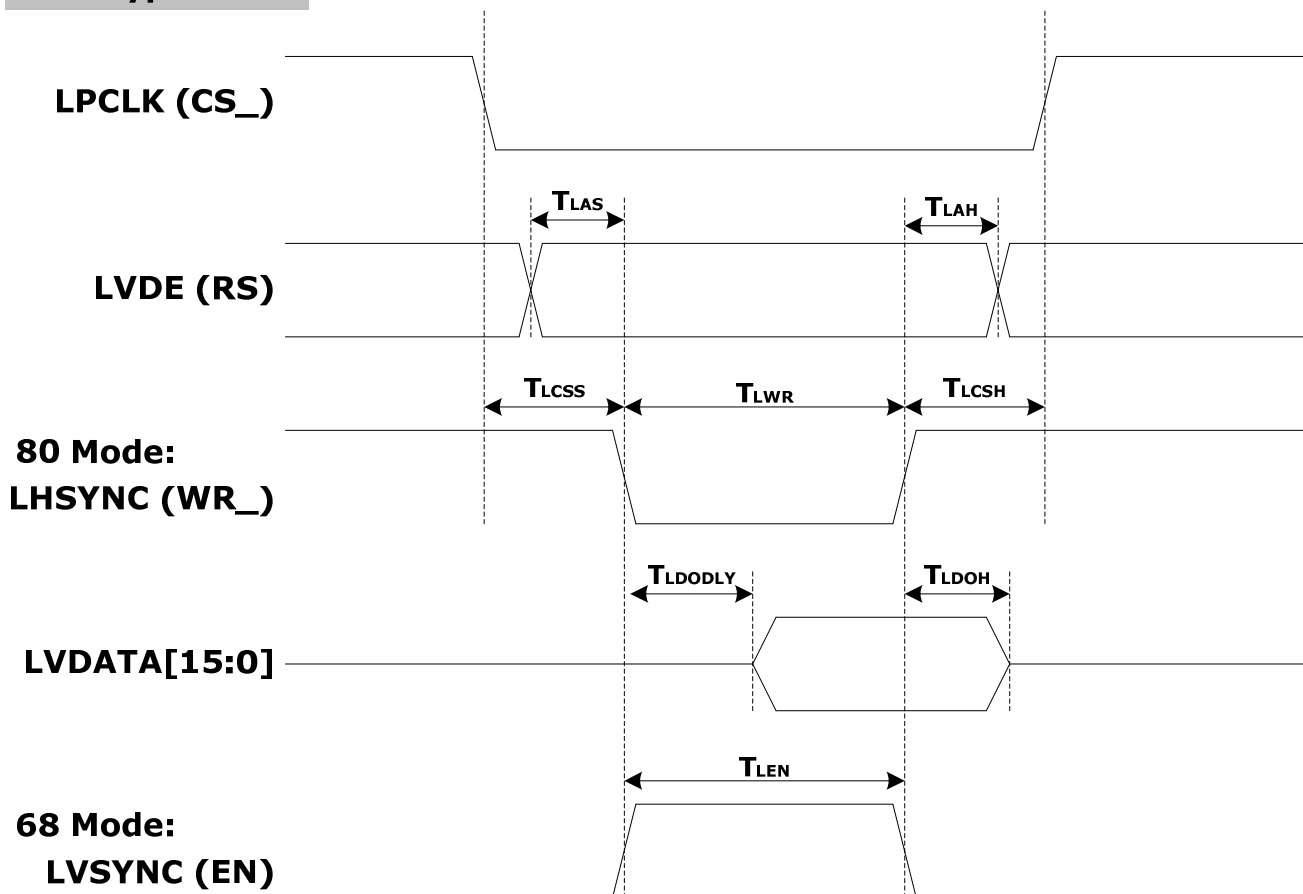 LPCLK (CS_)
TLAS
TLAH
LVDE (RS)
TLCSS
TLWR
TLCSH
80 Mode:
LHSYNC (WR_)
TLDODLY
TLDOH
LVDATA[15:0]
TLEN
68 Mode:
LVSYNC (EN)